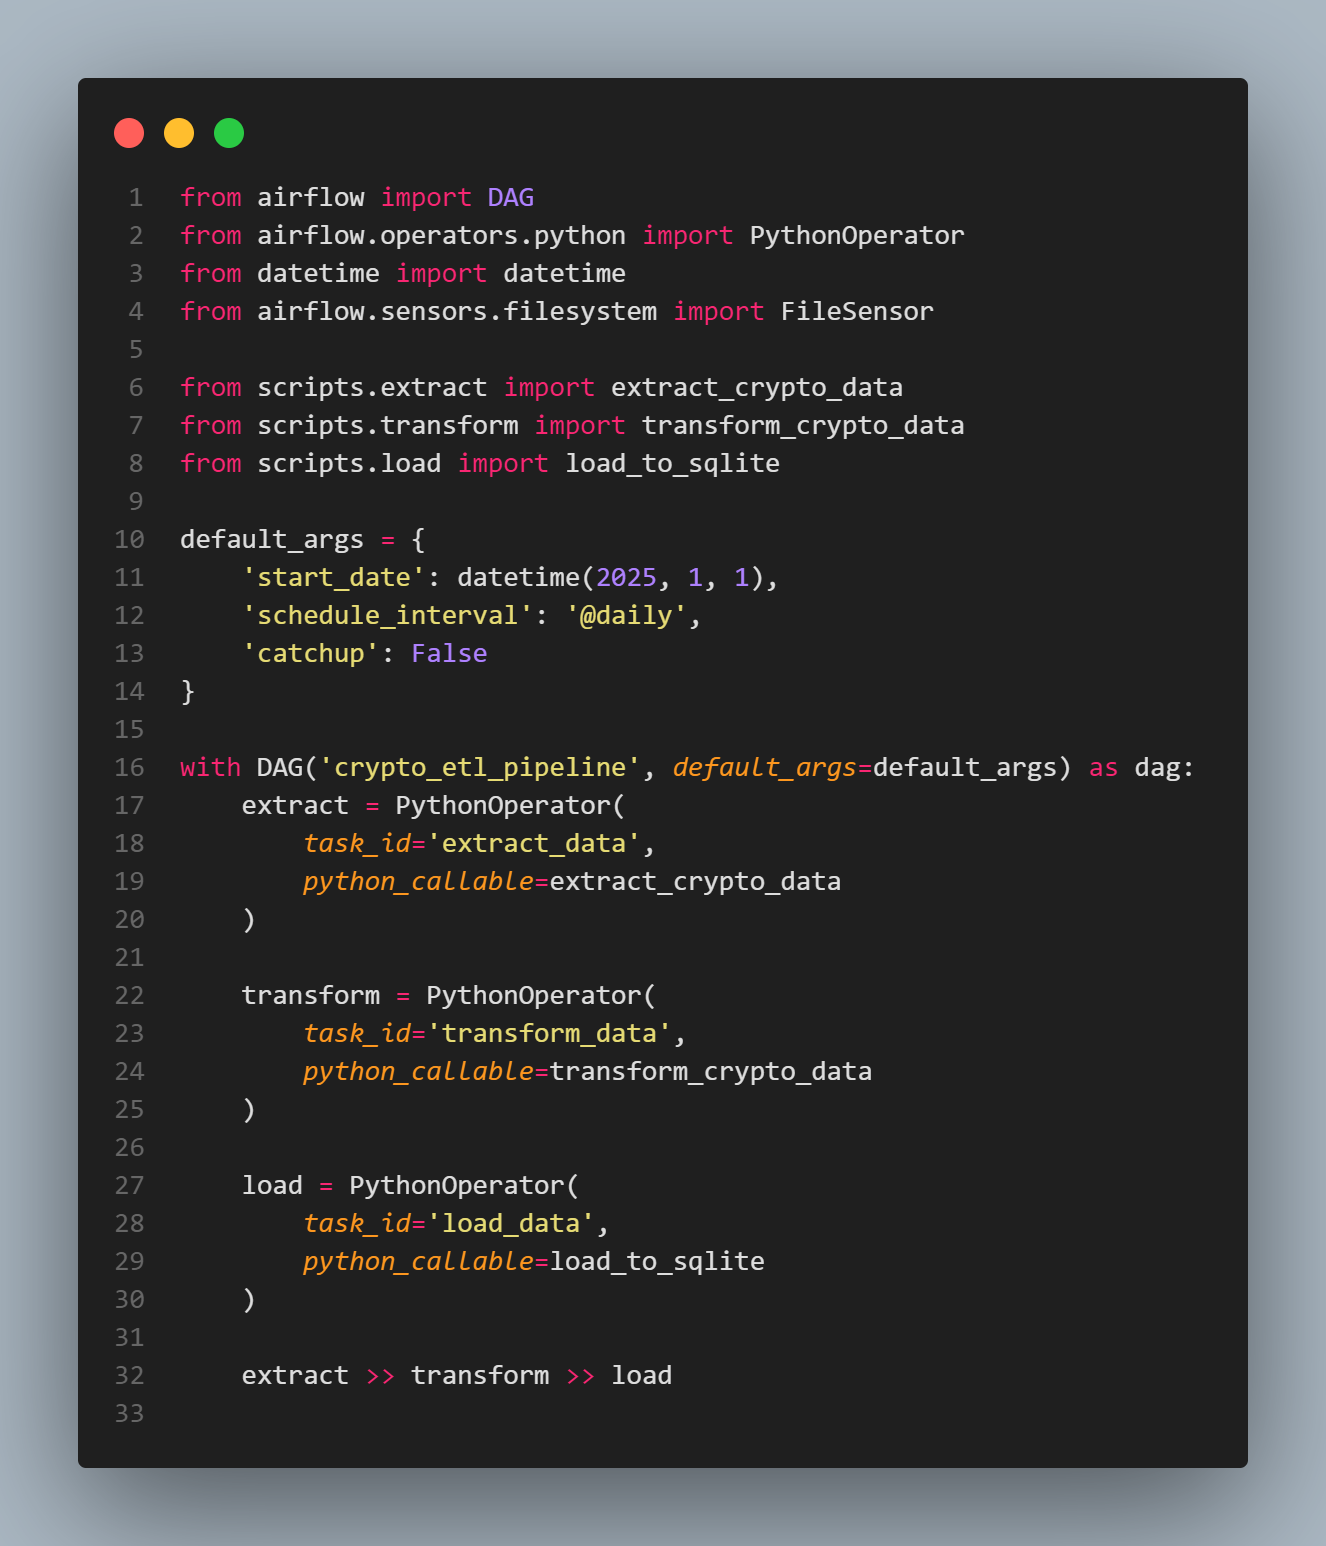 1 from airflow import DAG
2 from airflow.operators.python import PythonOperator
3 from datetime import datetime
4 from airflow.sensors.filesystem import FileSensor
5
6 from scripts.extract import extract_crypto_data
7 from scripts.transform import transform_crypto_data
8 from scripts.load import load_to_sqlite
9
10 default_args = {
11     'start_date': datetime(2025, 1, 1),
12     'schedule_interval': '@daily',
13     'catchup': False
14 }
15
16 with DAG('crypto_etl_pipeline', default_args=default_args) as dag:
17     extract = PythonOperator(
18         task_id='extract_data',
19         python_callable=extract_crypto_data
20     )
21
22     transform = PythonOperator(
23         task_id='transform_data',
24         python_callable=transform_crypto_data
25     )
26
27     load = PythonOperator(
28         task_id='load_data',
29         python_callable=load_to_sqlite
30     )
31
32     extract >> transform >> load
33